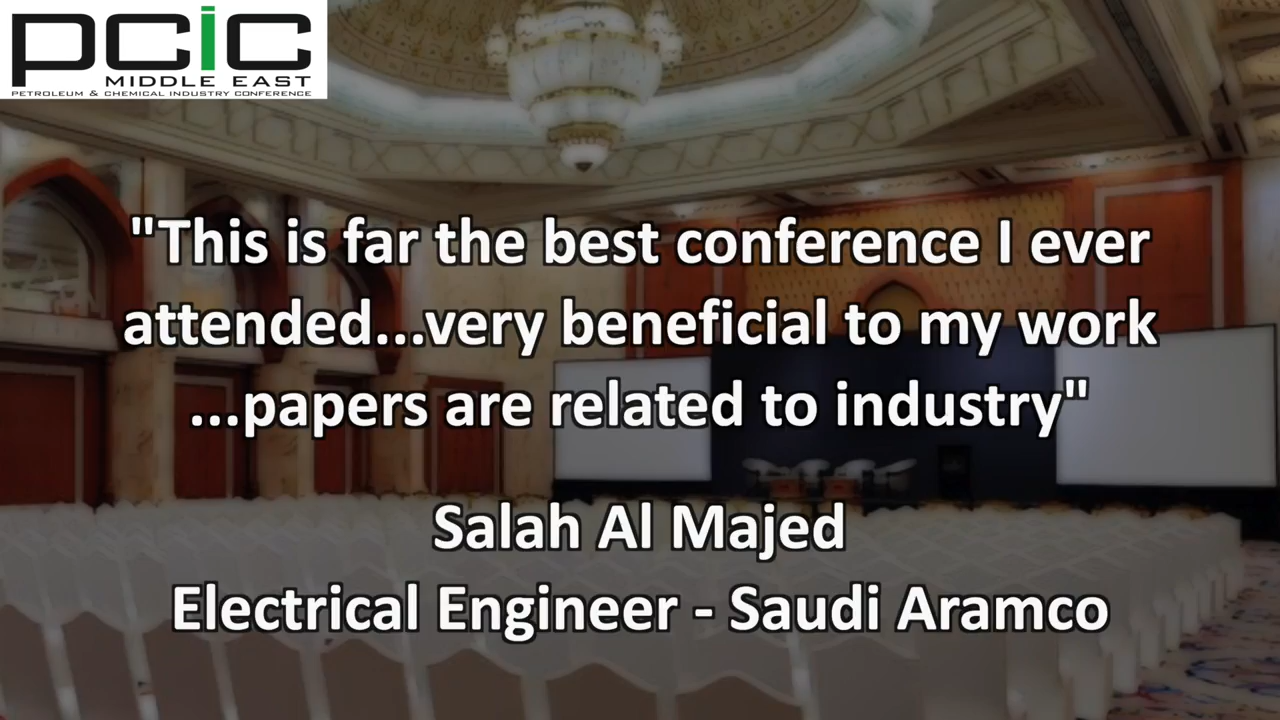 pcic
MIDDLE EAST
PETROLEUM & CHEMICAL INDUSTRY CONFERENCE
"This is far the best conference I ever
attended...very beneficial to my work
...papers are related to industry"
Salah Al Majed
Electrical Engineer - Saudi Aramco